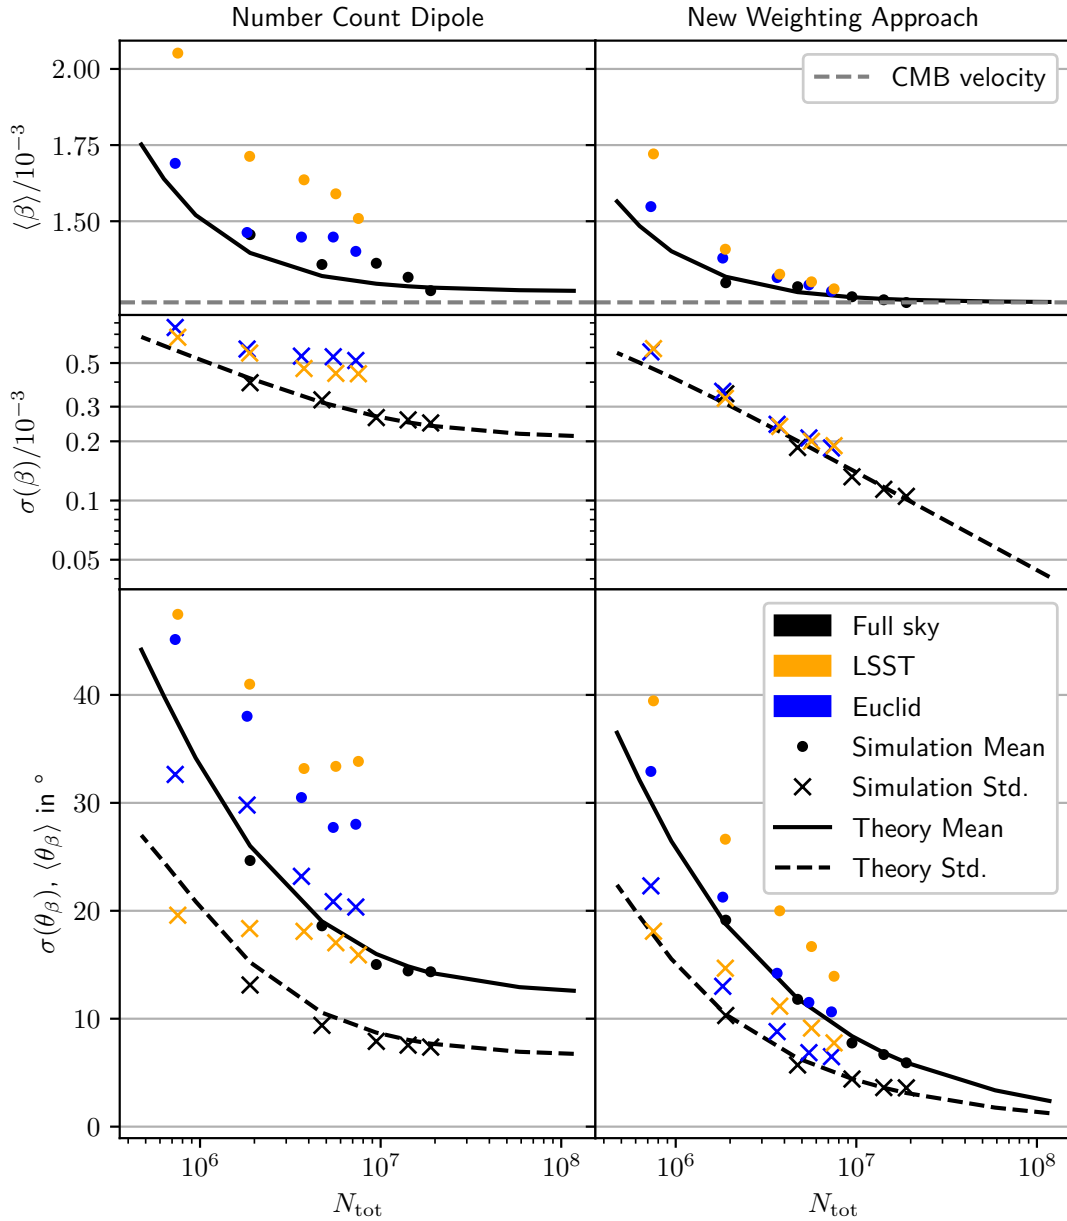 Number Count Dipole
New Weighting Approach
⟨β⟩/10⁻³
2.00
1.75
1.50
CMB velocity
σ(β)/10⁻³
0.5
0.3
0.2
0.1
0.05
σ(θ_β), ⟨θ_β⟩ in °
40
30
20
10
0
Full sky
LSST
Euclid
Simulation Mean
Simulation Std.
Theory Mean
Theory Std.
10⁶ 10⁷ 10⁸
10⁶ 10⁷ 10⁸
N_tot
N_tot